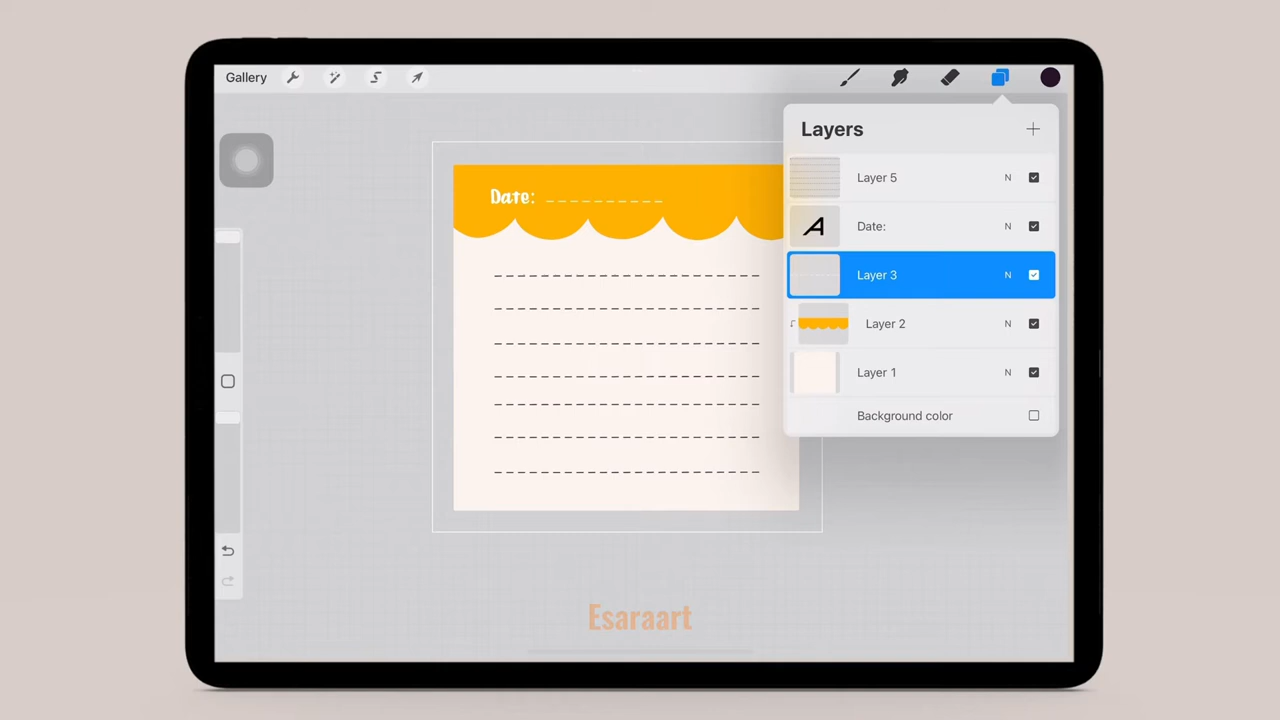 Gallery
Layers
Layer 5 N
Date: N
Layer 3 N
Layer 2 N
Layer 1 N
Background color
Date: _ _ _ _ _ _ _ _ _ _
Esaraart